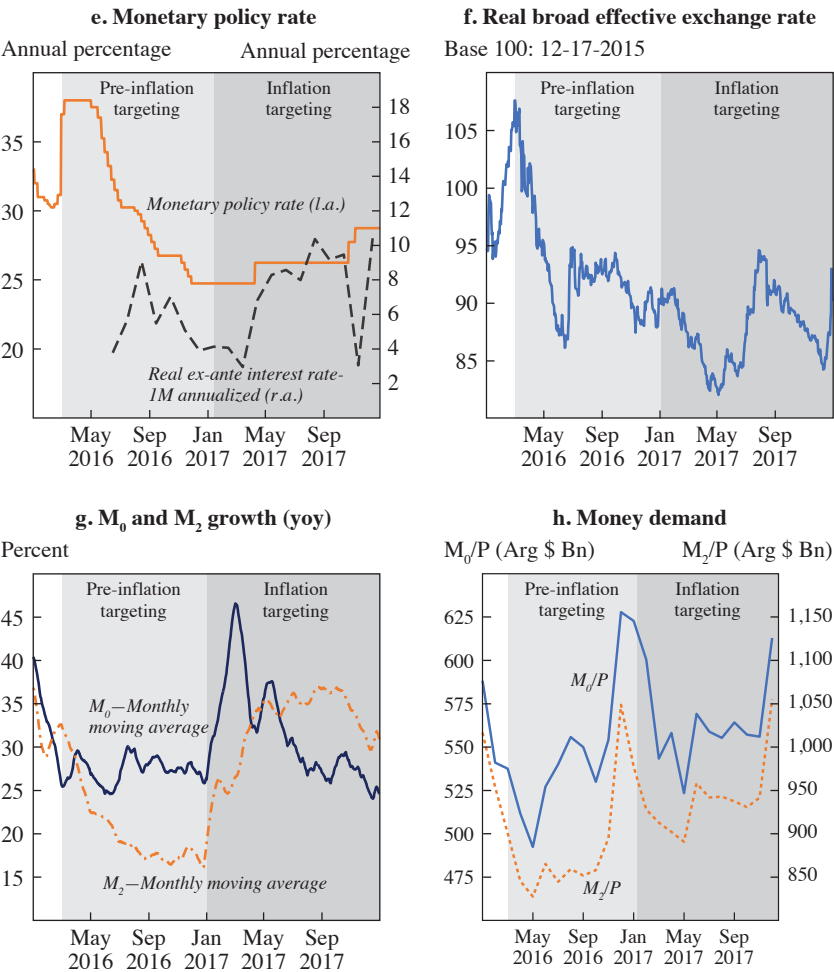 e. Monetary policy rate
Annual percentage
Annual percentage
Pre-inflation
targeting
Inflation
targeting
35
30
25
20
18
16
14
12
10
8
6
4
2
Monetary policy rate (l.a.)
Real ex-ante interest rate-
1M annualized (r.a.)
May
2016
Sep
2016
Jan
2017
May
2017
Sep
2017
f. Real broad effective exchange rate
Base 100: 12-17-2015
Pre-inflation
targeting
Inflation
targeting
105
100
95
90
85
May
2016
Sep
2016
Jan
2017
May
2017
Sep
2017
g. M₀ and M₂ growth (yoy)
Percent
Pre-inflation
targeting
Inflation
targeting
45
40
35
30
25
20
15
M₀—Monthly
moving average
M₂—Monthly moving average
May
2016
Sep
2016
Jan
2017
May
2017
Sep
2017
h. Money demand
M₀/P (Arg $ Bn)
M₂/P (Arg $ Bn)
Pre-inflation
targeting
Inflation
targeting
625
600
575
550
525
500
475
1,150
1,100
1,050
1,000
950
900
850
M₀/P
M₂/P
May
2016
Sep
2016
Jan
2017
May
2017
Sep
2017